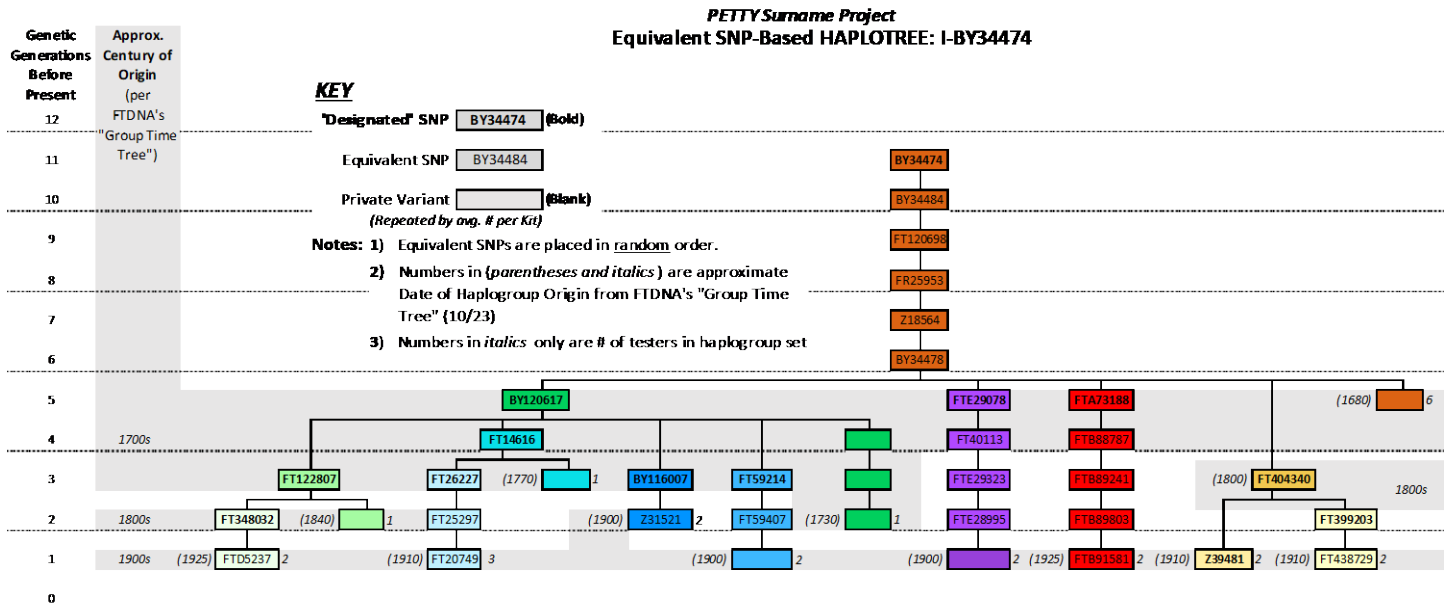 PETTY Surname Project
Equivalent SNP-Based HAPLOTREE: I-BY34474
Genetic
Generations
Before
Present
Approx.
Century of
Origin
(per
FTDNA's
"Group Time
Tree")
KEY
"Designated" SNP BY34474 (Bold)
Equivalent SNP BY34484
Private Variant (Blank)
(Repeated by avg. # per Kit)
Notes: 1) Equivalent SNPs are placed in random order.
2) Numbers in (parentheses and italics) are approximate
Date of Haplogroup Origin from FTDNA's "Group Time
Tree" (10/23)
3) Numbers in italics only are # of testers in haplogroup set
12
11 BY34474
10 BY34484
9 FT120698
8 FR25953
7 Z18564
6 BY34478
5 BY120617 FTE29078 FTA73188 (1680) 6
4 1700s FT14616 FT40113 FTB88787
3 FT122807 FT26227 (1770) 1 BY116007 FT59214 FTE29323 FTB89241 (1800) FT404340 1800s
2 1800s FT348032 (1840) 1 FT25297 (1900) Z31521 2 FT59407 (1730) 1 FTE28995 FTB89803 FT399203
1 1900s (1925) FTD5237 2 (1910) FT20749 3 (1900) 2 (1900) 2 (1925) FTB91581 2 (1910) Z39481 2 (1910) FT438729 2
0